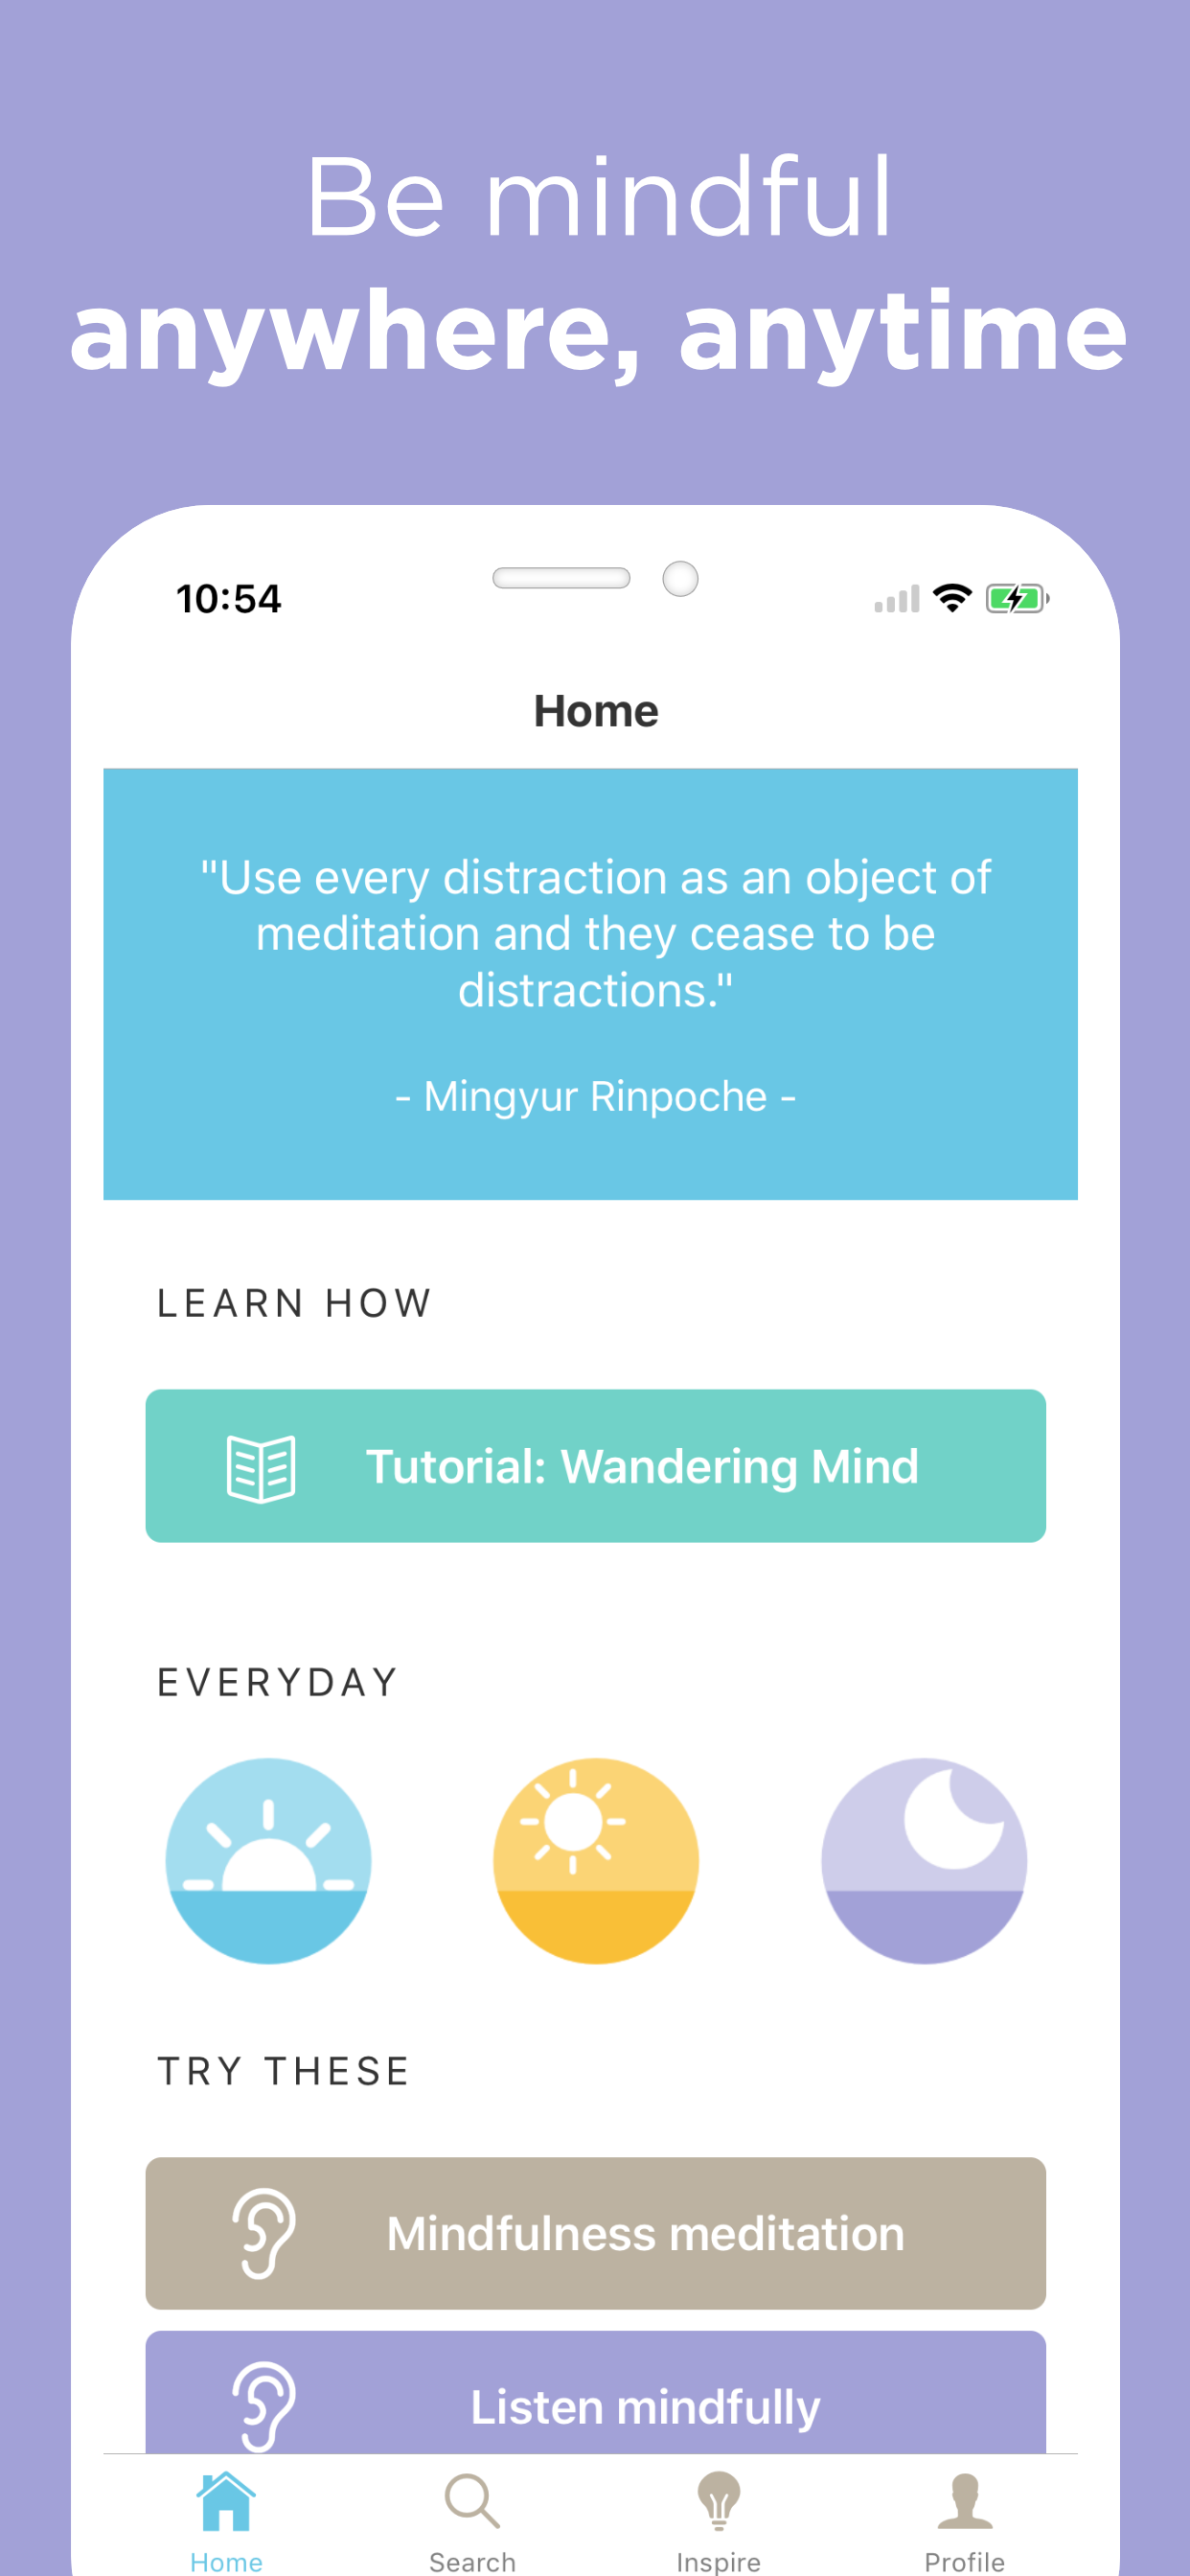 Be mindful
anywhere, anytime
10:54
Home
"Use every distraction as an object of
meditation and they cease to be
distractions."
- Mingyur Rinpoche -
LEARN HOW
Tutorial: Wandering Mind
EVERYDAY
TRY THESE
Mindfulness meditation
Listen mindfully
Home
Search
Inspire
Profile